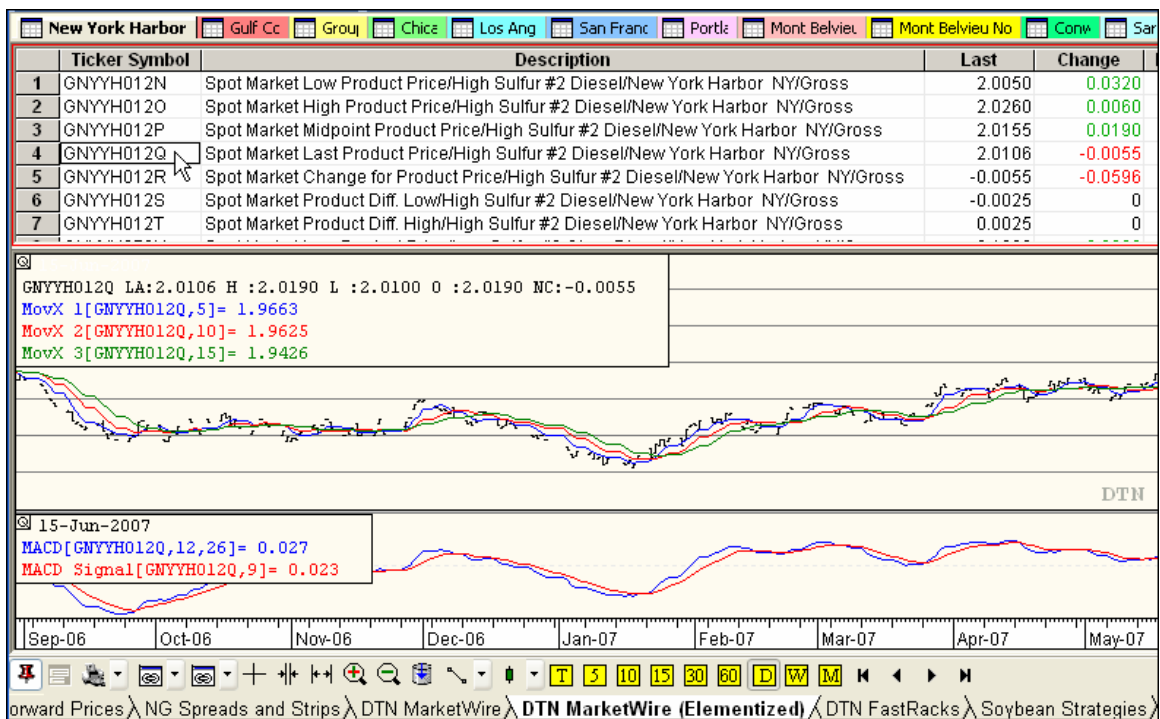 New York Harbor Gulf Cc Grou Chica Los Ang San Franc Portla Mont Belvieu Mont Belvieu No Conw Sar
Ticker Symbol Description Last Change
1 GNYYH012N Spot Market Low Product Price/High Sulfur #2 Diesel/New York Harbor NY/Gross 2.0050 0.0320
2 GNYYH012O Spot Market High Product Price/High Sulfur #2 Diesel/New York Harbor NY/Gross 2.0260 0.0060
3 GNYYH012P Spot Market Midpoint Product Price/High Sulfur #2 Diesel/New York Harbor NY/Gross 2.0155 0.0190
4 GNYYH012Q Spot Market Last Product Price/High Sulfur #2 Diesel/New York Harbor NY/Gross 2.0106 -0.0055
5 GNYYH012R Spot Market Change for Product Price/High Sulfur #2 Diesel/New York Harbor NY/Gross -0.0055 -0.0596
6 GNYYH012S Spot Market Product Diff. Low/High Sulfur #2 Diesel/New York Harbor NY/Gross -0.0025 0
7 GNYYH012T Spot Market Product Diff. High/High Sulfur #2 Diesel/New York Harbor NY/Gross 0.0025 0
GNYYH012Q LA:2.0106 H :2.0190 L :2.0100 O :2.0190 NC:-0.0055
MovX 1[GNYYH012Q,5]= 1.9663
MovX 2[GNYYH012Q,10]= 1.9625
MovX 3[GNYYH012Q,15]= 1.9426
DTN
15-Jun-2007
MACD[GNYYH012Q,12,26]= 0.027
MACD Signal[GNYYH012Q,9]= 0.023
Sep-06 Oct-06 Nov-06 Dec-06 Jan-07 Feb-07 Mar-07 Apr-07 May-07
T 5 10 15 30 60 D W M
orward Prices NG Spreads and Strips DTN MarketWire DTN MarketWire (Elementized) DTN FastRacks Soybean Strategies